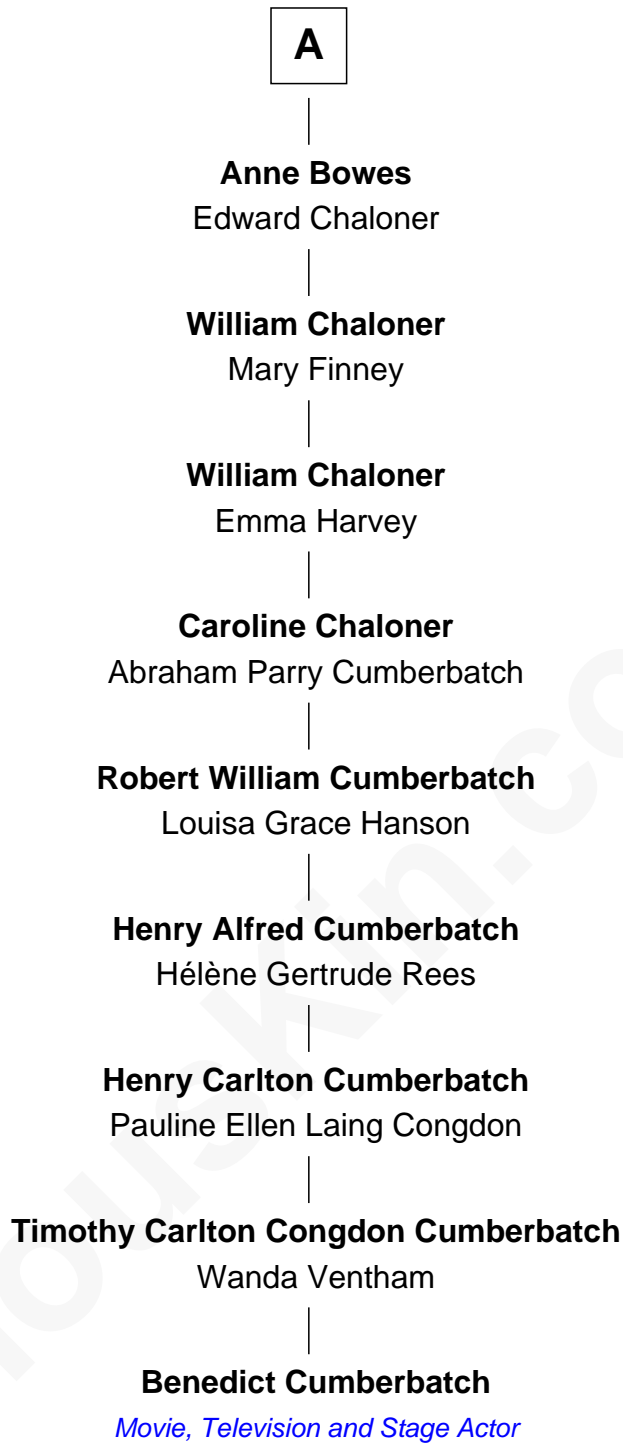 A
Anne Bowes
Edward Chaloner
William Chaloner
Mary Finney
William Chaloner
Emma Harvey
Caroline Chaloner
Abraham Parry Cumberbatch
Robert William Cumberbatch
Louisa Grace Hanson
Henry Alfred Cumberbatch
Hélène Gertrude Rees
Henry Carlton Cumberbatch
Pauline Ellen Laing Congdon
Timothy Carlton Congdon Cumberbatch
Wanda Ventham
Benedict Cumberbatch
Movie, Television and Stage Actor